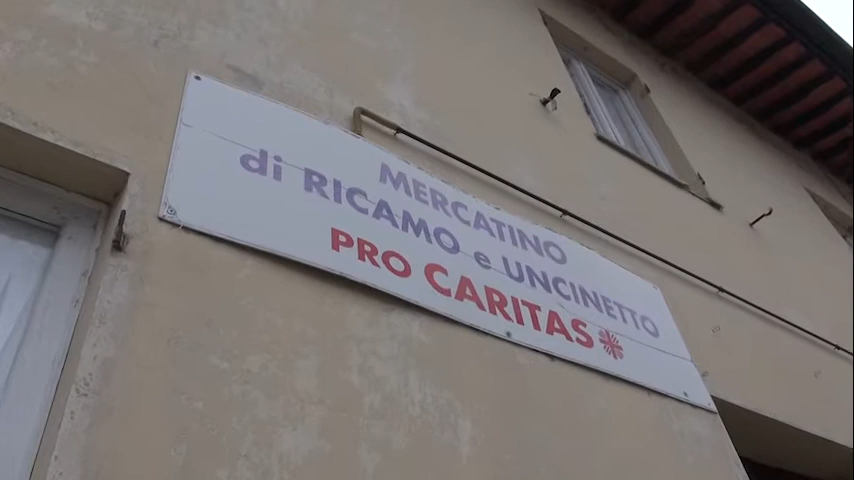 MERCATINO
di RICAMO e UNCINETTO
PRO CARITAS